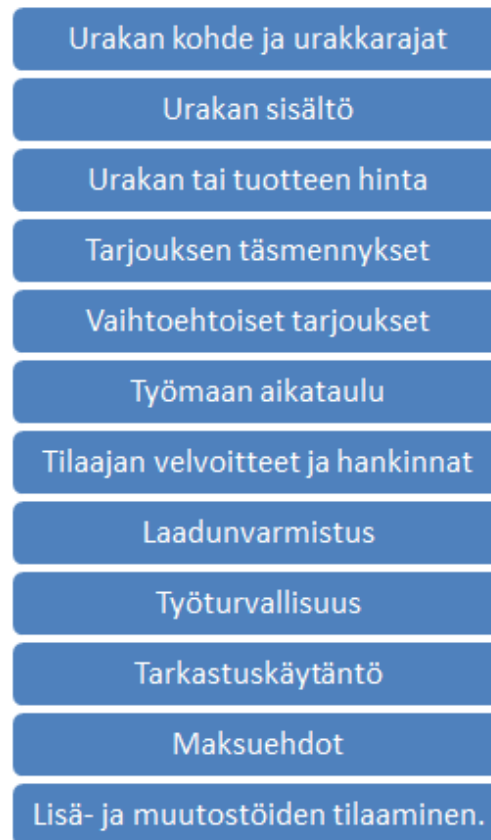 Urakan kohde ja urakkarajat
Urakan sisältö
Urakan tai tuotteen hinta
Tarjouksen täsmennykset
Vaihtoehtoiset tarjoukset
Työmaan aikataulu
Tilaajan velvoitteet ja hankinnat
Laadunvarmistus
Työturvallisuus
Tarkastuskäytäntö
Maksuehdot
Lisä- ja muutostöiden tilaaminen.